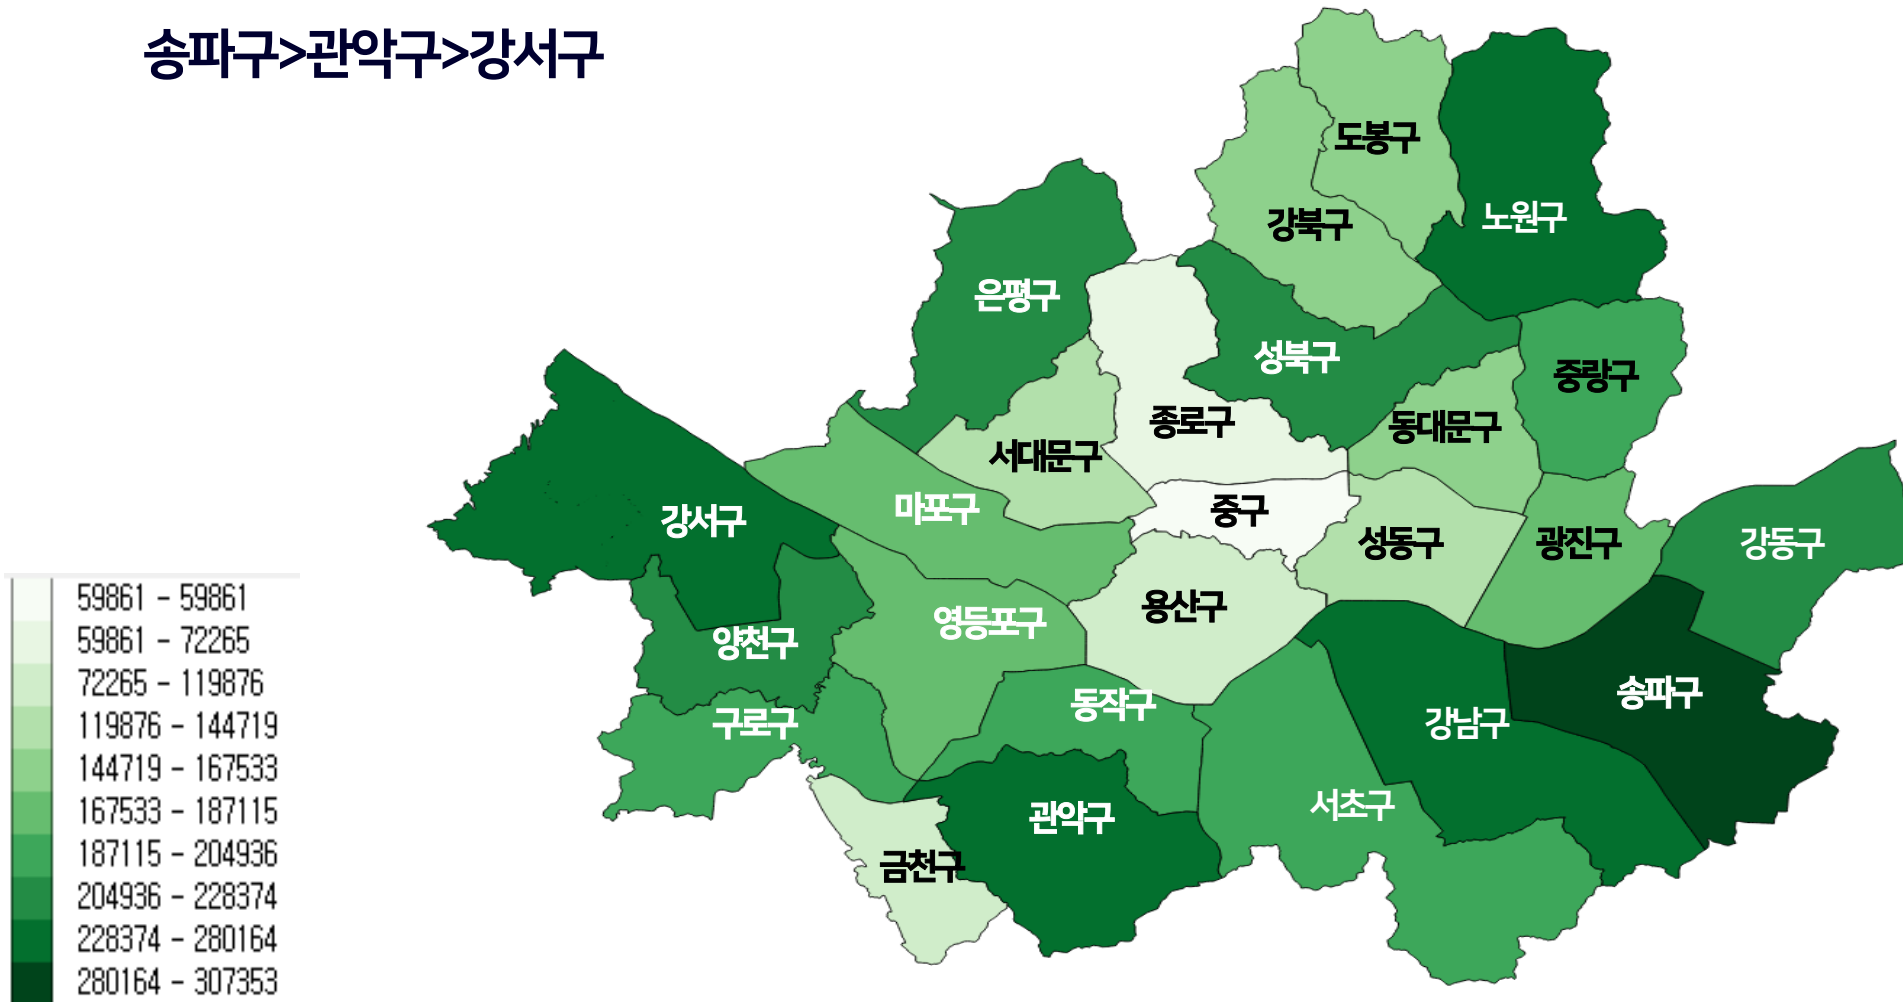 송파구>관악구>강서구
도봉구
노원구
강북구
은평구
성북구
중랑구
종로구
동대문구
서대문구
마포구
중구
강서구
성동구
광진구
강동구
59861 - 59861
용산구
영등포구
59861 - 72265
양천구
72265 - 119876
송파구
동작구
119876 - 144719
구로구
강남구
144719 - 167533
서초구
167533 - 187115
관악구
187115 - 204936
금천구
204936 - 228374
228374 - 280164
280164 - 307353